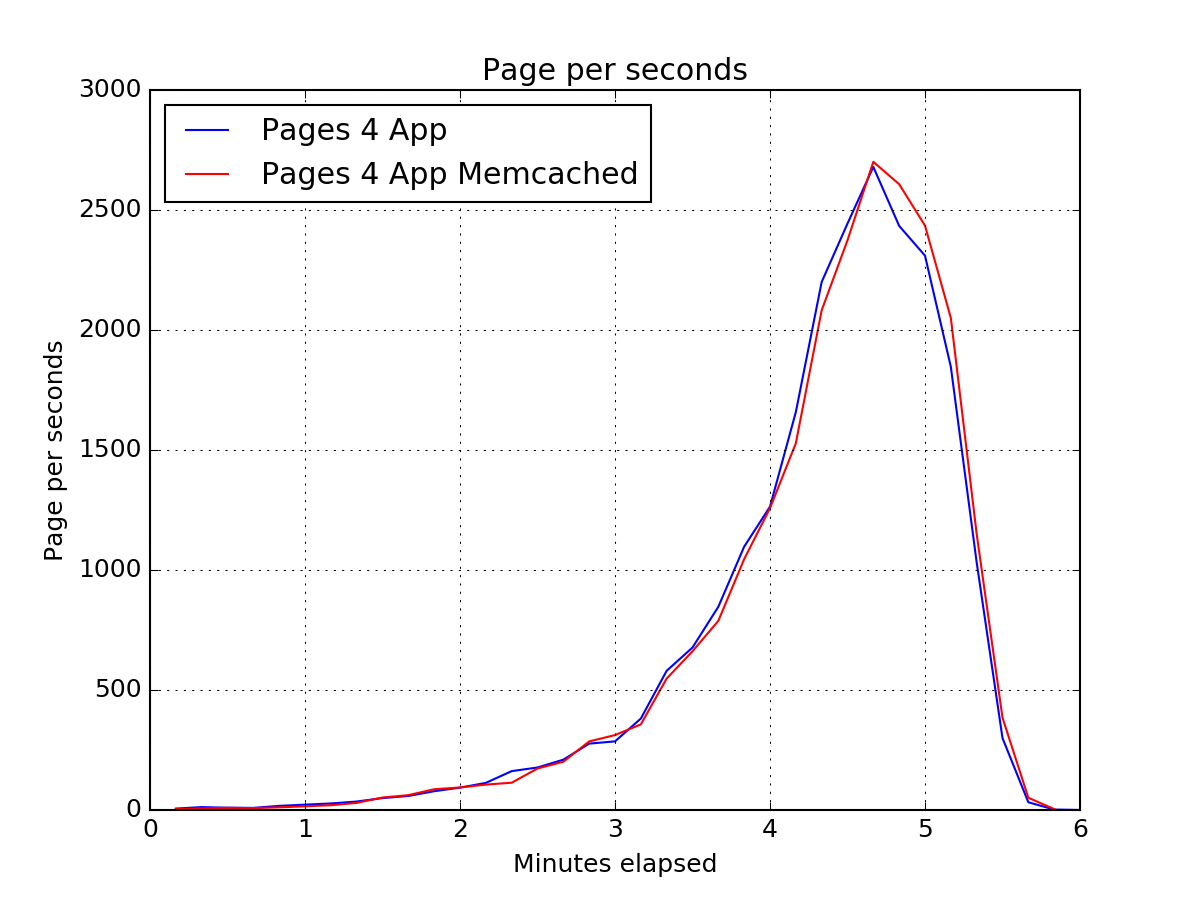 Page per seconds
3000
2500
2000
1500
1000
500
0
Page per seconds
Pages 4 App
Pages 4 App Memcached
0 1 2 3 4 5 6
Minutes elapsed